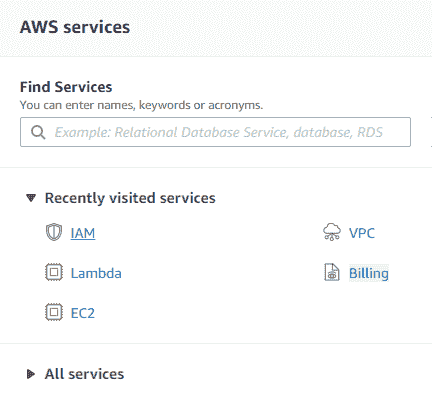 AWS services
Find Services
You can enter names, keywords or acronyms.
Example: Relational Database Service, database, RDS
Recently visited services
IAM
VPC
Lambda
Billing
EC2
All services